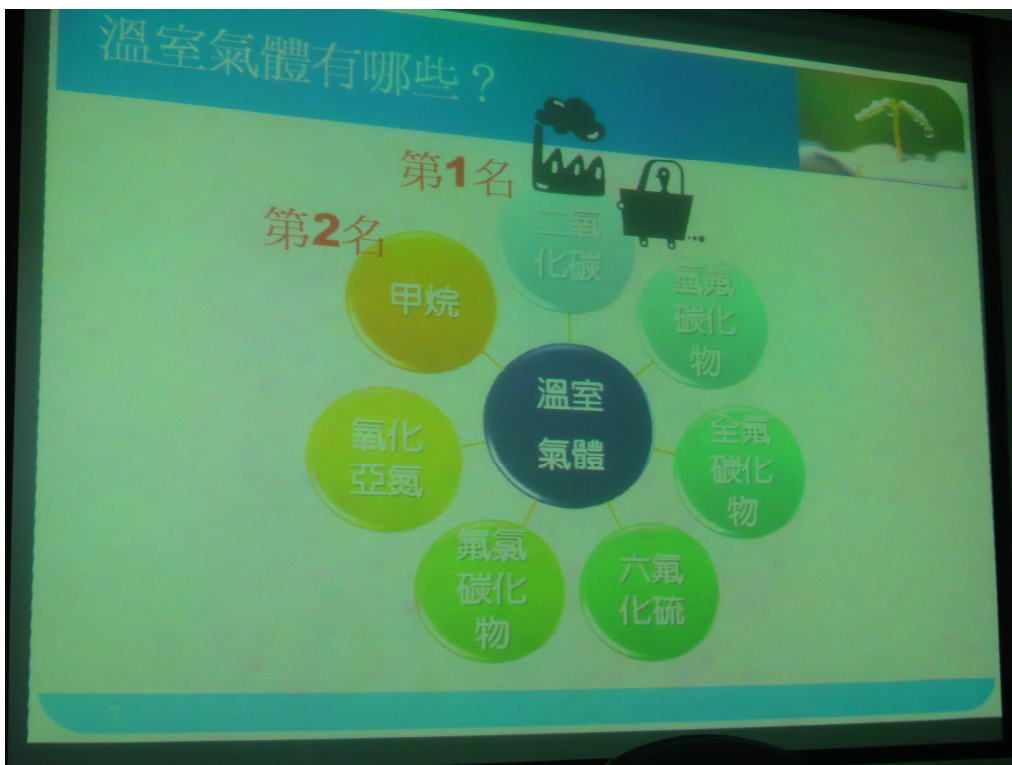 溫室氣體有哪些？
第1名
第2名
二氧
化碳
氫氟
碳化
物
全氟
碳化
物
六氟
化硫
氟氯
碳化
物
氧化
亞氮
甲烷
溫室
氣體
7